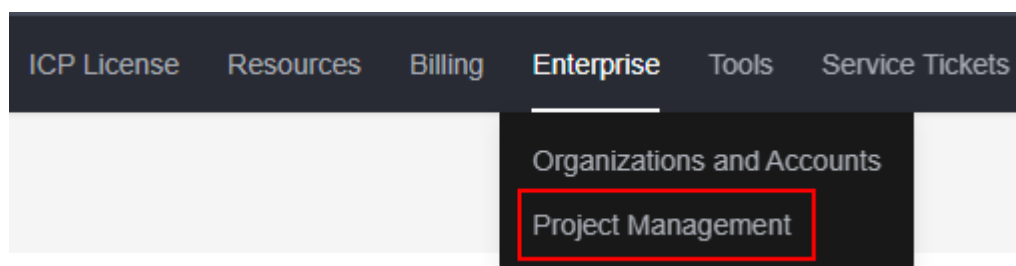 ICP License Resources Billing Enterprise Tools Service Tickets
Organizations and Accounts
Project Management